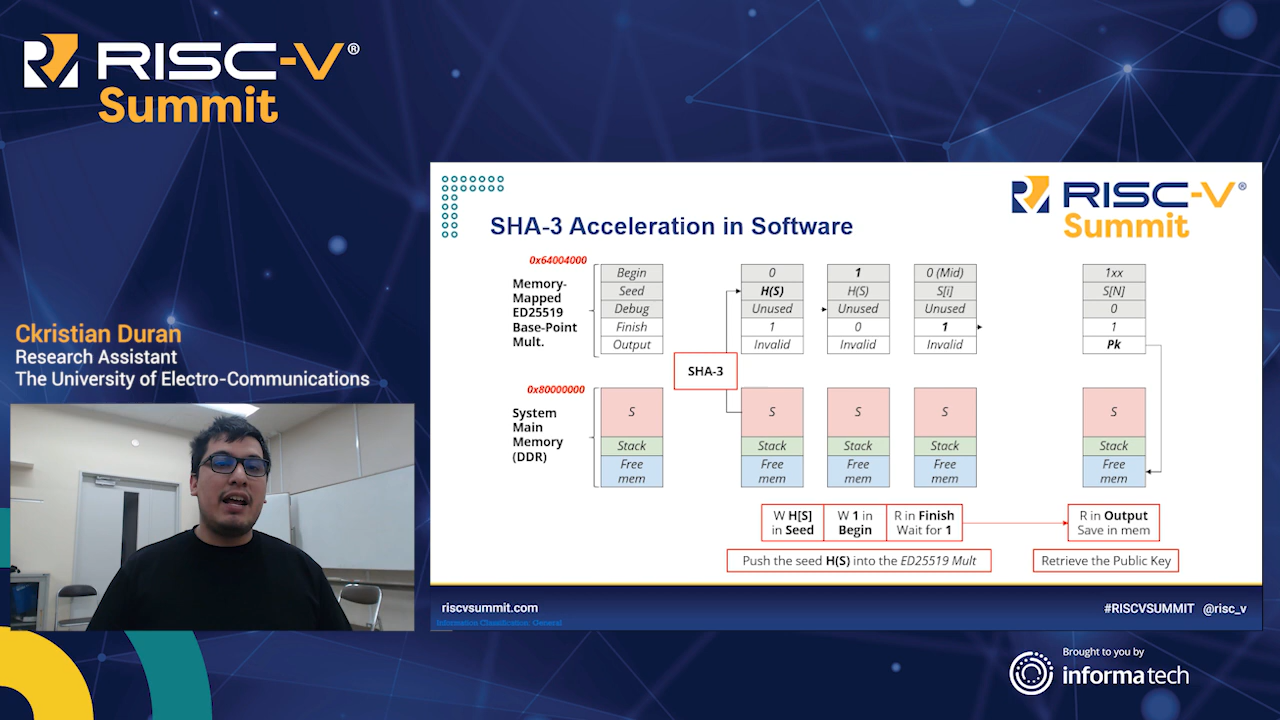 RISC-V®
Summit
Ckristian Duran
Research Assistant
The University of Electro-Communications
RISC-V®
Summit
SHA-3 Acceleration in Software
0x64004000
Memory-
Mapped
ED25519
Base-Point
Mult.
Begin
Seed
Debug
Finish
Output
0
H(S)
Unused
1
Invalid
1
H(S)
Unused
0
Invalid
0 (Mid)
S[i]
Unused
1
Invalid
1xx
S[N]
0
1
Pk
SHA-3
0x80000000
System
Main
Memory
(DDR)
S
Stack
Free
mem
S
Stack
Free
mem
S
Stack
Free
mem
S
Stack
Free
mem
S
Stack
Free
mem
W H[S]
in Seed
W 1 in
Begin
R in Finish
Wait for 1
R in Output
Save in mem
Push the seed H(S) into the ED25519 Mult
Retrieve the Public Key
riscvsummit.com
#RISCVSUMMIT @risc_v
Information Classification: General
Brought to you by
informa tech